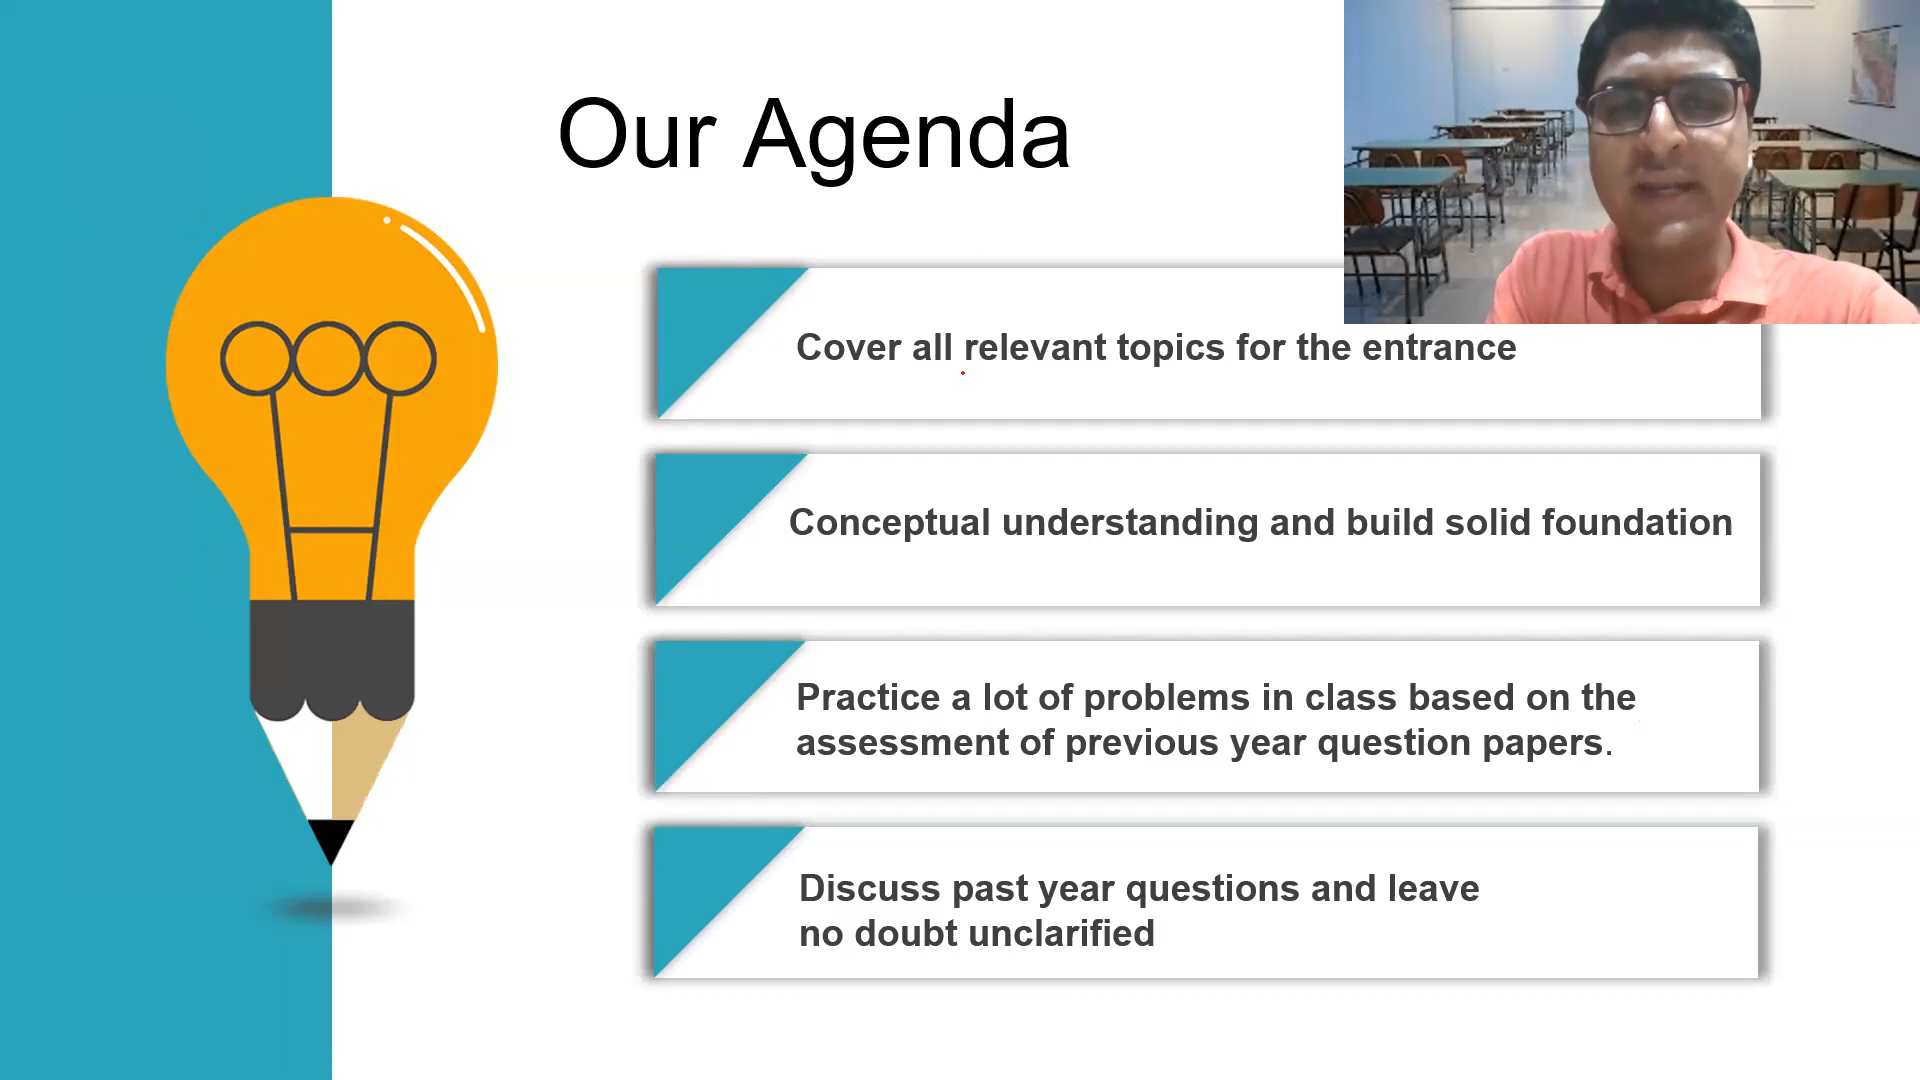 Our Agenda
Cover all relevant topics for the entrance
Conceptual understanding and build solid foundation
Practice a lot of problems in class based on the
assessment of previous year question papers.
Discuss past year questions and leave
no doubt unclarified